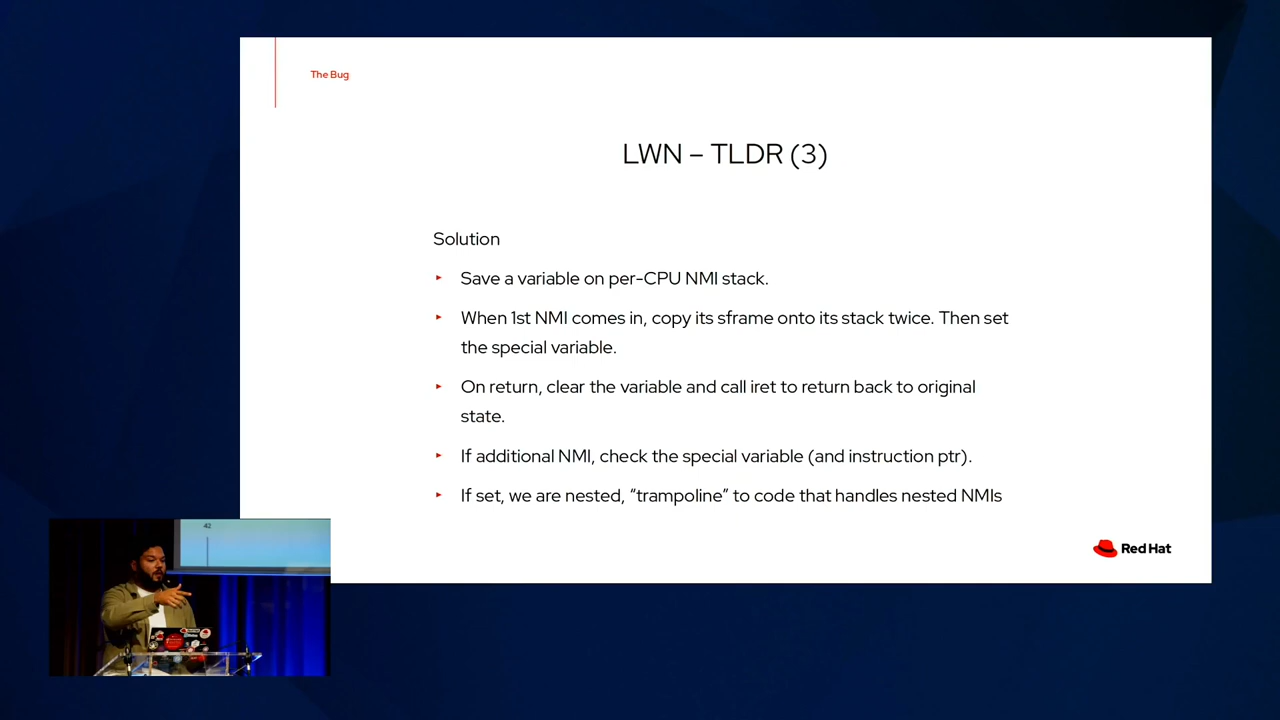 The Bug
LWN – TLDR (3)
Solution
Save a variable on per-CPU NMI stack.
When 1st NMI comes in, copy its sframe onto its stack twice. Then set
the special variable.
On return, clear the variable and call iret to return back to original
state.
If additional NMI, check the special variable (and instruction ptr).
If set, we are nested, “trampoline” to code that handles nested NMIs
Red Hat
42